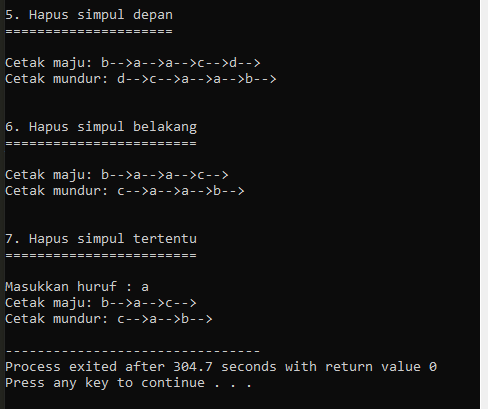 5. Hapus simpul depan
=====================
Cetak maju: b-->a-->a-->c-->d-->
Cetak mundur: d-->c-->a-->a-->b-->
6. Hapus simpul belakang
========================
Cetak maju: b-->a-->a-->c-->
Cetak mundur: c-->a-->a-->b-->
7. Hapus simpul tertentu
========================
Masukkan huruf : a
Cetak maju: b-->a-->c-->
Cetak mundur: c-->a-->b-->
--------------------------------
Process exited after 304.7 seconds with return value 0
Press any key to continue . . .